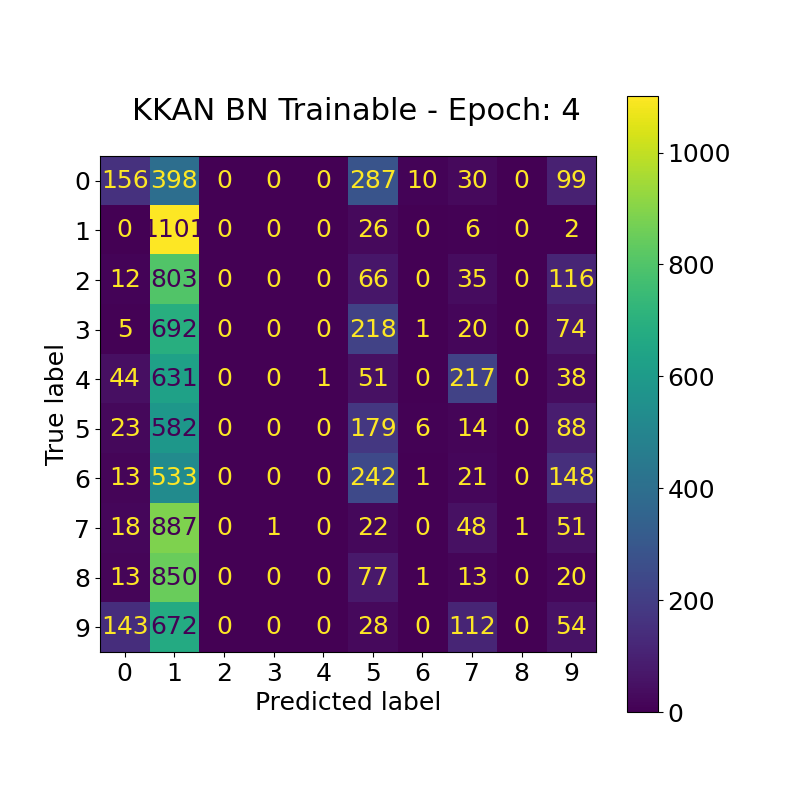 KKAN BN Trainable - Epoch: 4
0 156 398 0 0 0 287 10 30 0 99
1 0 1101 0 0 0 26 0 6 0 2
2 12 803 0 0 0 66 0 35 0 116
3 5 692 0 0 0 218 1 20 0 74
4 44 631 0 0 1 51 0 217 0 38
5 23 582 0 0 0 179 6 14 0 88
6 13 533 0 0 0 242 1 21 0 148
7 18 887 0 1 0 22 0 48 1 51
8 13 850 0 0 0 77 1 13 0 20
9 143 672 0 0 0 28 0 112 0 54
0 1 2 3 4 5 6 7 8 9
Predicted label
True label
1000
800
600
400
200
0